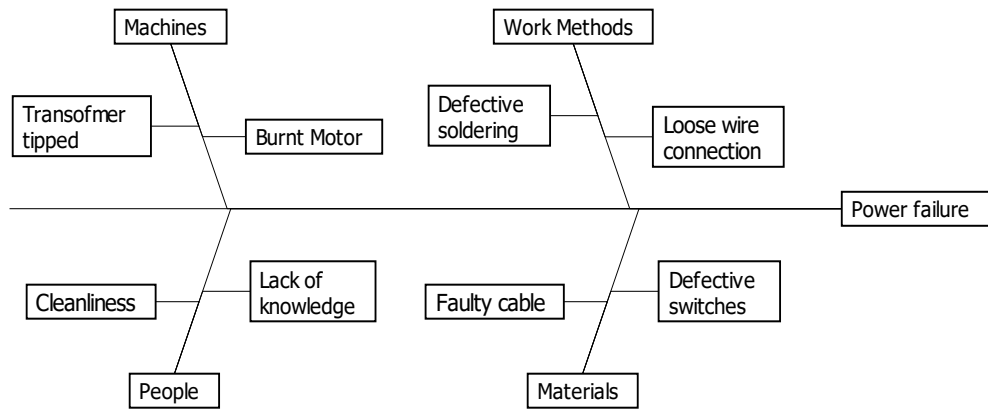 Machines
Work Methods
Transofmer
tipped
Burnt Motor
Defective
soldering
Loose wire
connection
Power failure
Cleanliness
Lack of
knowledge
Faulty cable
Defective
switches
People
Materials